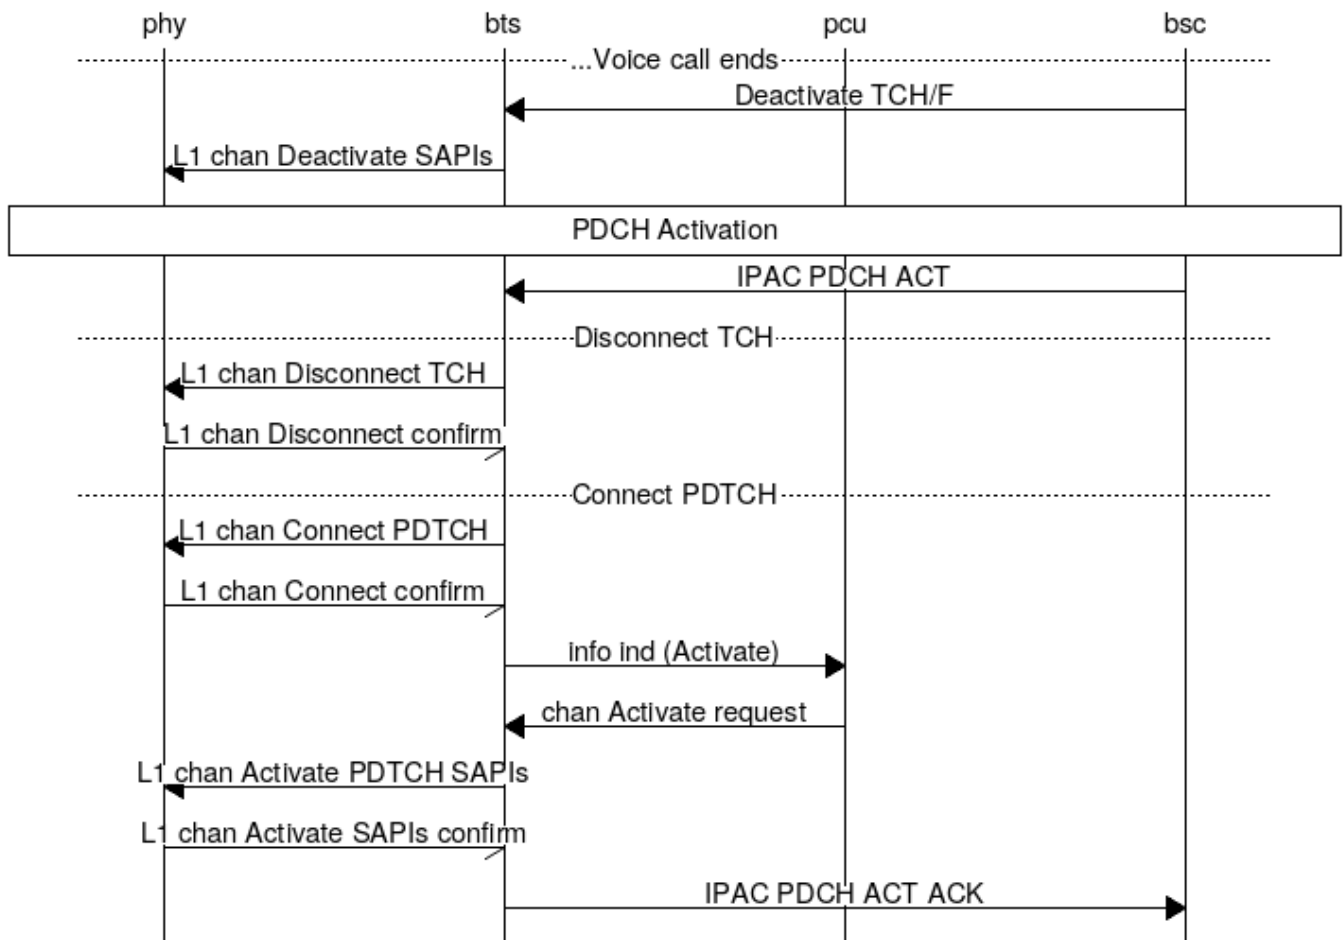 phy bts pcu bsc
...Voice call ends
Deactivate TCH/F
L1 chan Deactivate SAPIs
PDCH Activation
IPAC PDCH ACT
Disconnect TCH
L1 chan Disconnect TCH
L1 chan Disconnect confirm
Connect PDTCH
L1 chan Connect PDTCH
L1 chan Connect confirm
info ind (Activate)
chan Activate request
L1 chan Activate PDTCH SAPIs
L1 chan Activate SAPIs confirm
IPAC PDCH ACT ACK